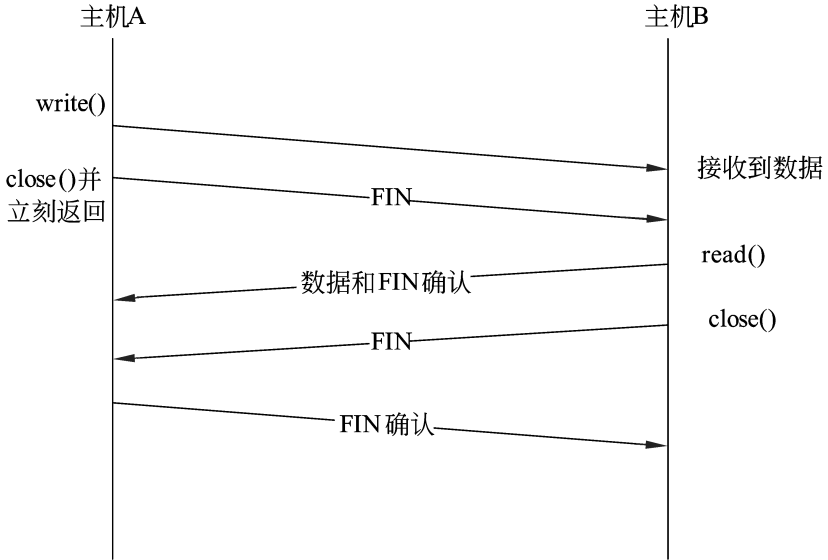 主机A
主机B
write()
接收到数据
close()并
立刻返回
FIN
read()
数据和FIN确认
close()
FIN
FIN确认